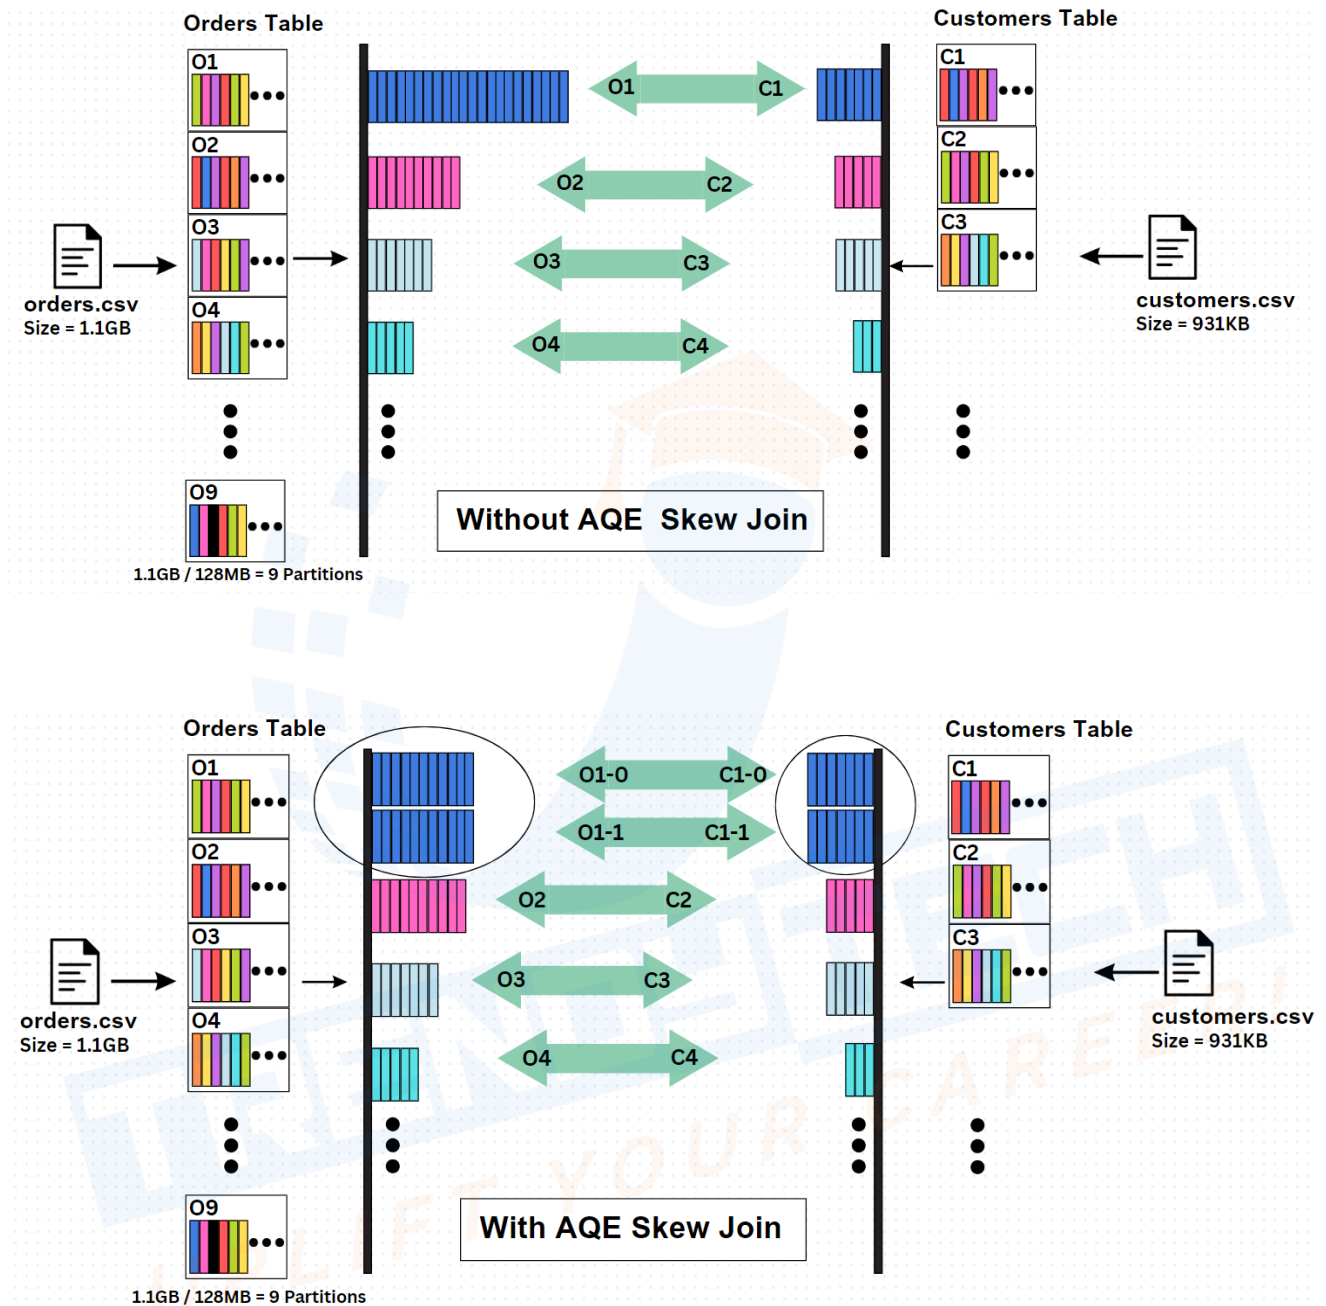 Orders Table
Customers Table
O1
O2
O3
O4
O9
orders.csv
Size = 1.1GB
1.1GB / 128MB = 9 Partitions
O1 C1
O2 C2
O3 C3
O4 C4
C1
C2
C3
customers.csv
Size = 931KB
Without AQE  Skew Join
Orders Table
Customers Table
O1
O2
O3
O4
O9
orders.csv
Size = 1.1GB
1.1GB / 128MB = 9 Partitions
O1-0 C1-0
O1-1 C1-1
O2 C2
O3 C3
O4 C4
C1
C2
C3
customers.csv
Size = 931KB
With AQE Skew Join
UPLIFT YOUR CAREER!